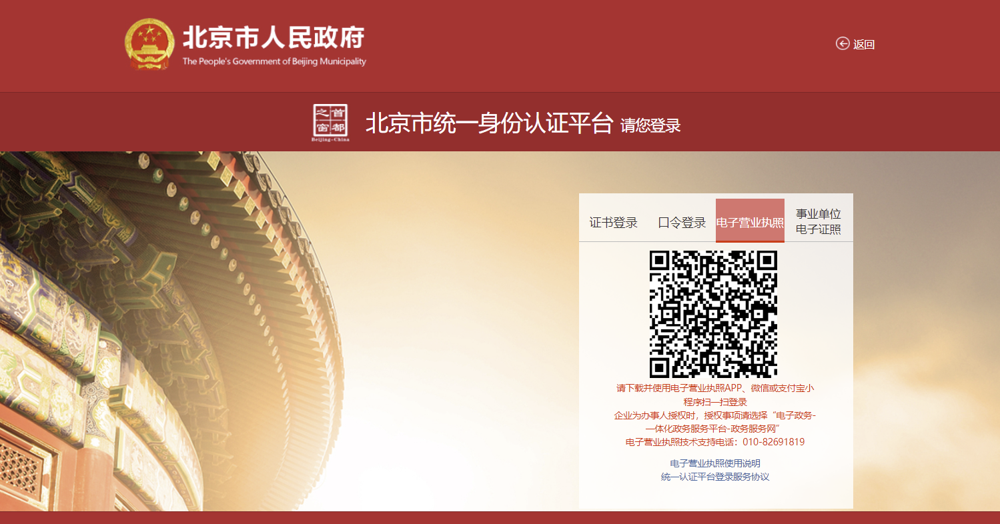 北京市人民政府
The People's Government of Beijing Municipality
返回
首都之窗
Beijing-China
北京市统一身份认证平台 请您登录
证书登录
口令登录
电子营业执照
事业单位
电子证照
请下载并使用电子营业执照APP、微信或支付宝小
程序扫一扫登录
企业为办事人授权时，授权事项请选择“电子政务-
一体化政务服务平台-政务服务网”
电子营业执照技术支持电话：010-82691819
电子营业执照使用说明
统一认证平台登录服务协议